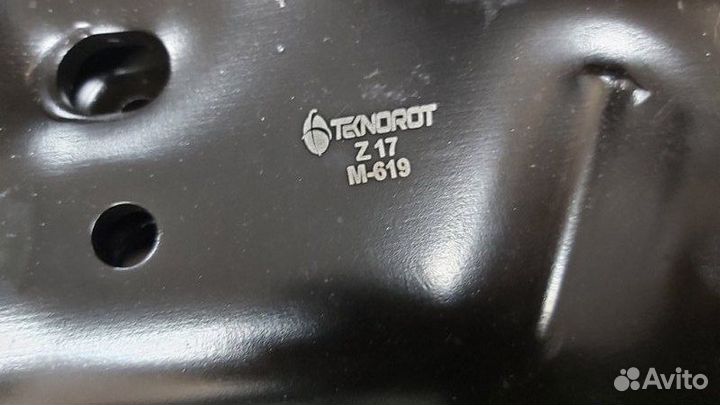 TEKNOROT
Z 17
M-619
Avito